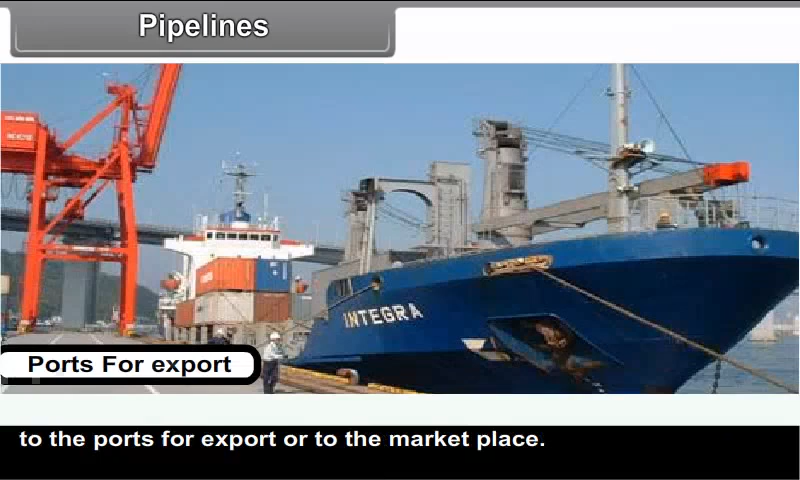 Pipelines
INTEGRA
Ports For export
to the ports for export or to the market place.